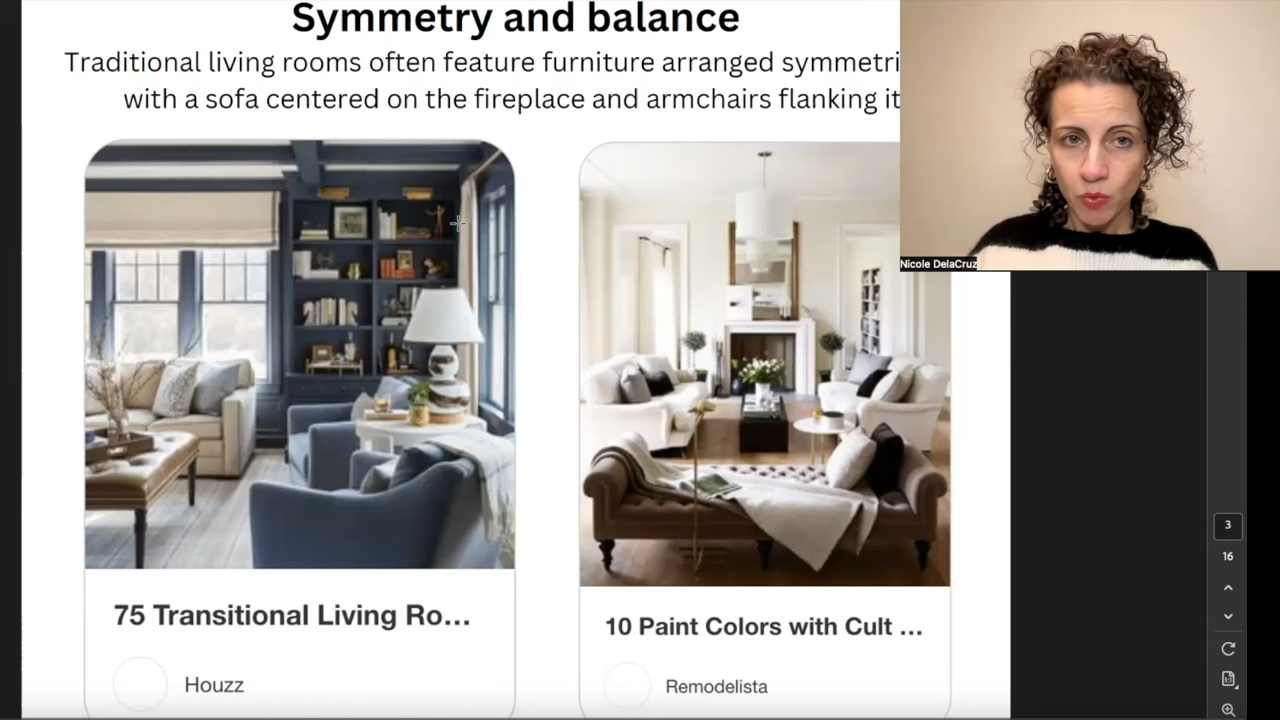 Symmetry and balance
Traditional living rooms often feature furniture arranged symmetri
with a sofa centered on the fireplace and armchairs flanking it
Nicole DelaCruz
75 Transitional Living Ro...
Houzz
10 Paint Colors with Cult ...
Remodelista
3
16